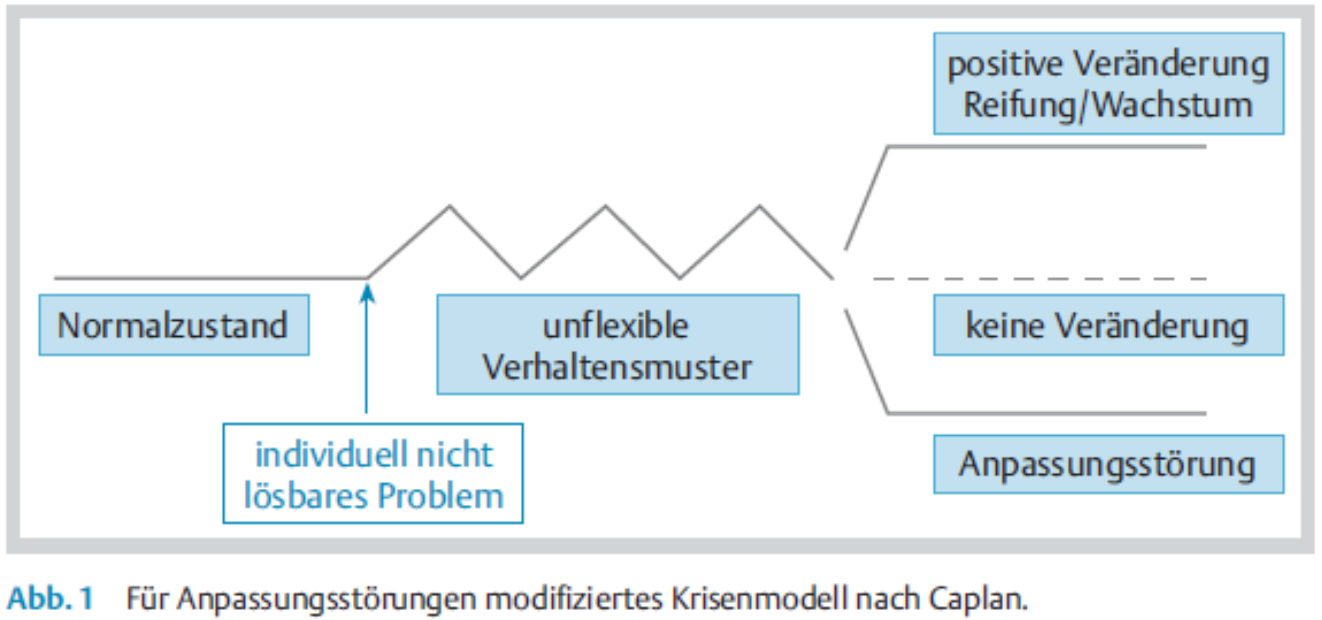 positive Veränderung
Reifung/Wachstum
Normalzustand
unflexible
Verhaltensmuster
keine Veränderung
individuell nicht
lösbares Problem
Anpassungsstörung
Abb. 1 Für Anpassungsstörungen modifiziertes Krisenmodell nach Caplan.